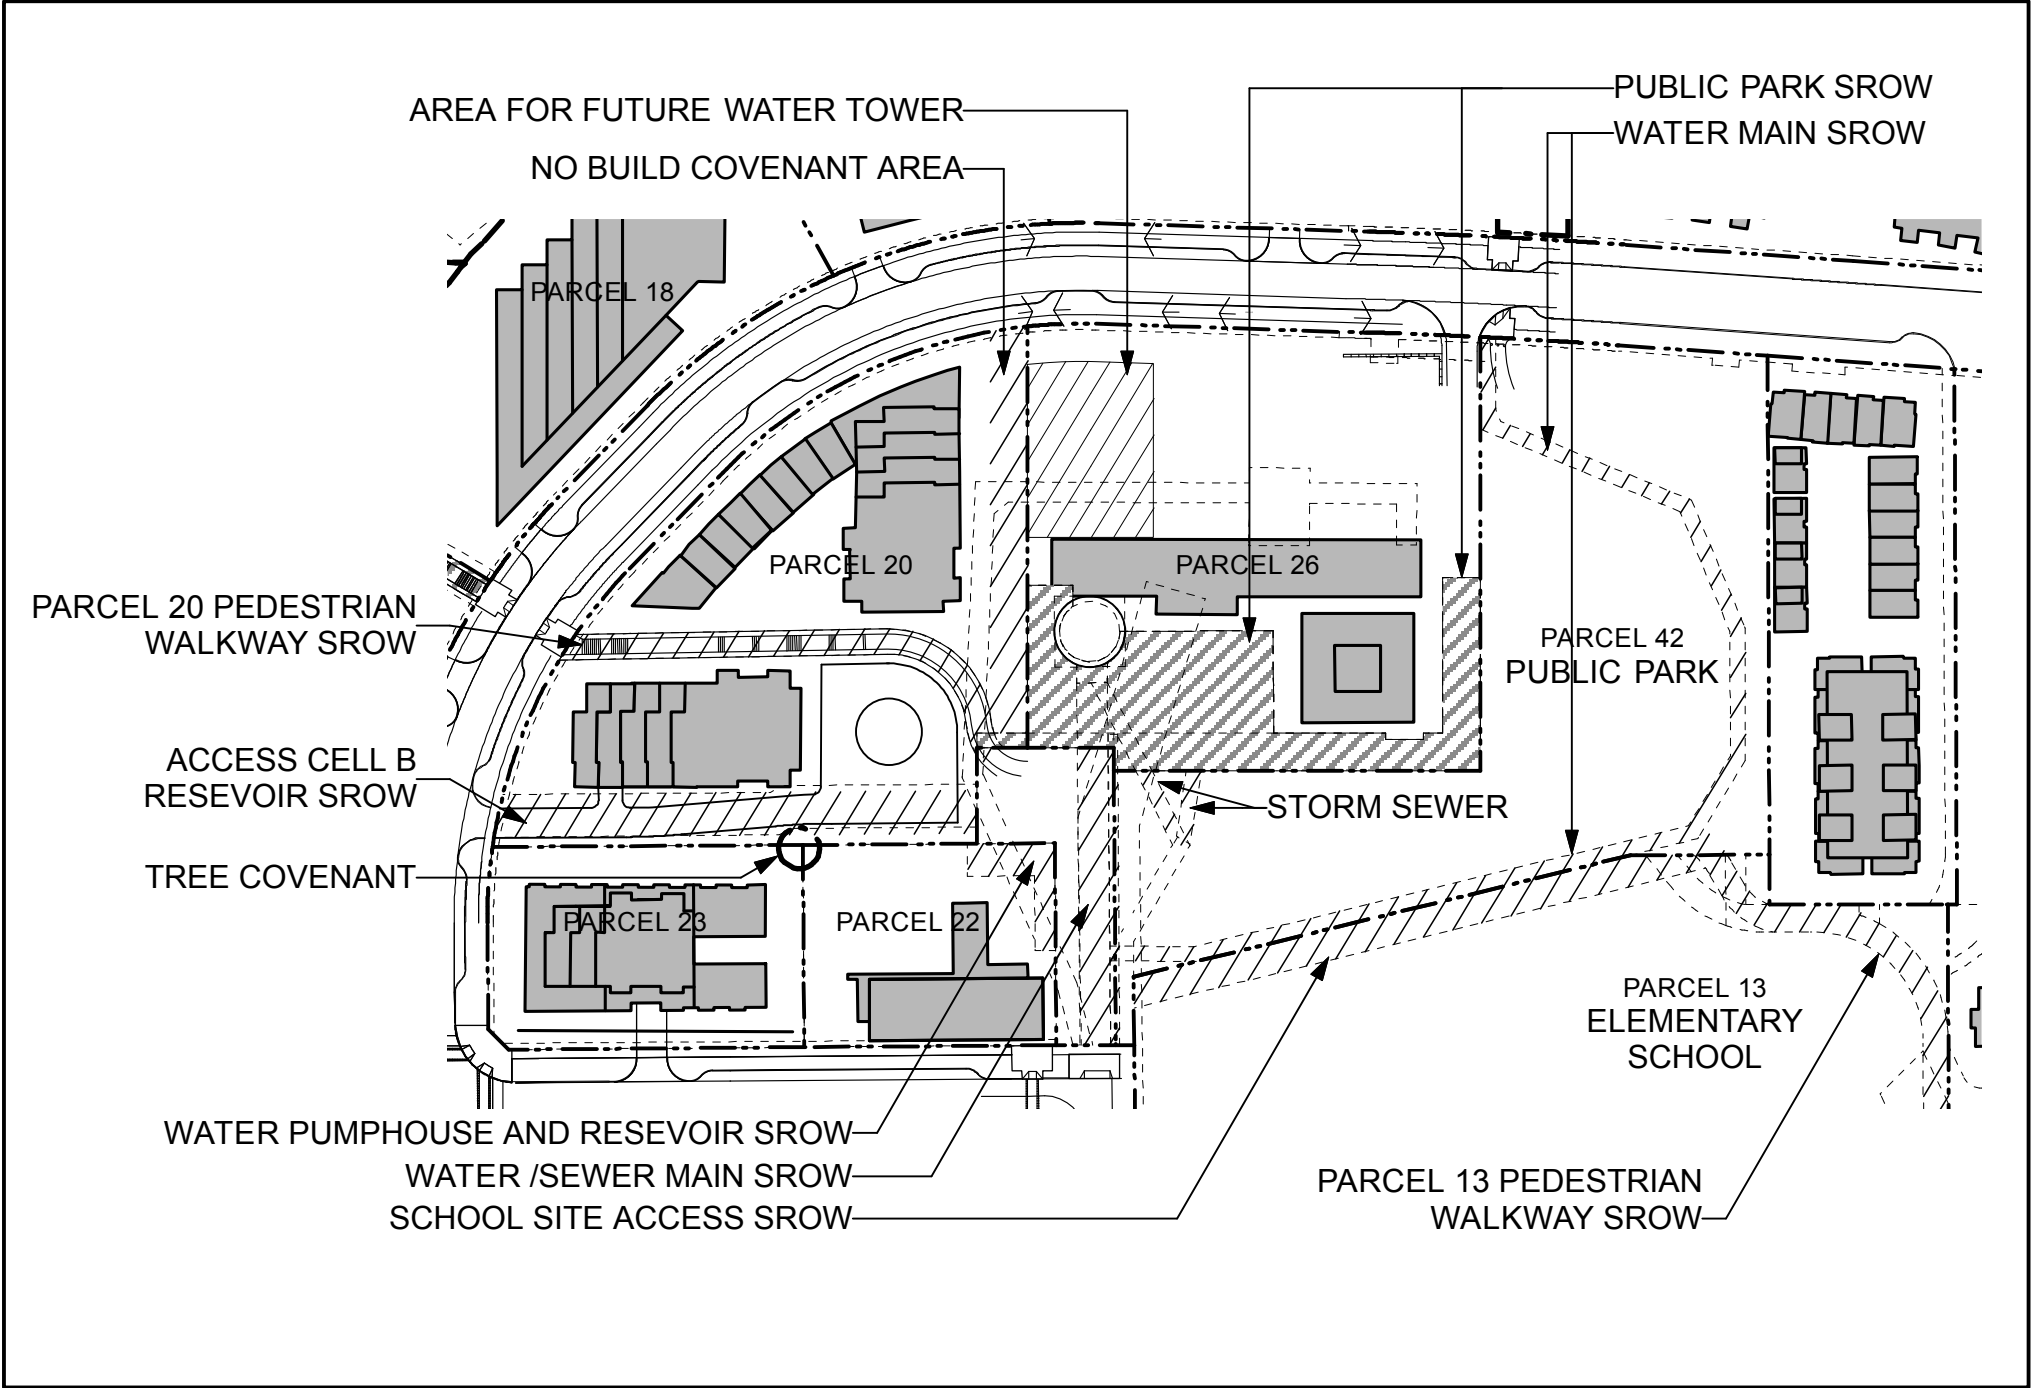 PUBLIC PARK SROW
AREA FOR FUTURE WATER TOWER
WATER MAIN SROW
NO BUILD COVENANT AREA
PARCEL 18
PARCEL 20
PARCEL 26
PARCEL 20 PEDESTRIAN
WALKWAY SROW
PARCEL 42
PUBLIC PARK
ACCESS CELL B
RESEVOIR SROW
STORM SEWER
TREE COVENANT
PARCEL 23
PARCEL 22
PARCEL 13
ELEMENTARY
SCHOOL
WATER PUMPHOUSE AND RESEVOIR SROW
WATER /SEWER MAIN SROW
SCHOOL SITE ACCESS SROW
PARCEL 13 PEDESTRIAN
WALKWAY SROW